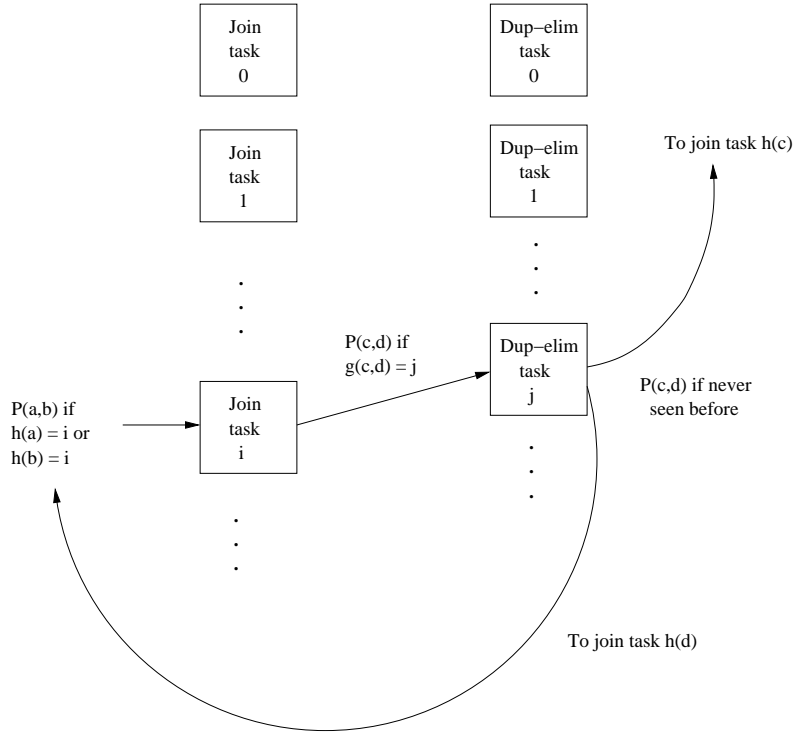 Join
task
0
Dup−elim
task
0
Join
task
1
Dup−elim
task
1
To join task h(c)
P(c,d) if
g(c,d) = j
Dup−elim
task
j
P(c,d) if never
seen before
P(a,b) if
h(a) = i or
h(b) = i
Join
task
i
To join task h(d)